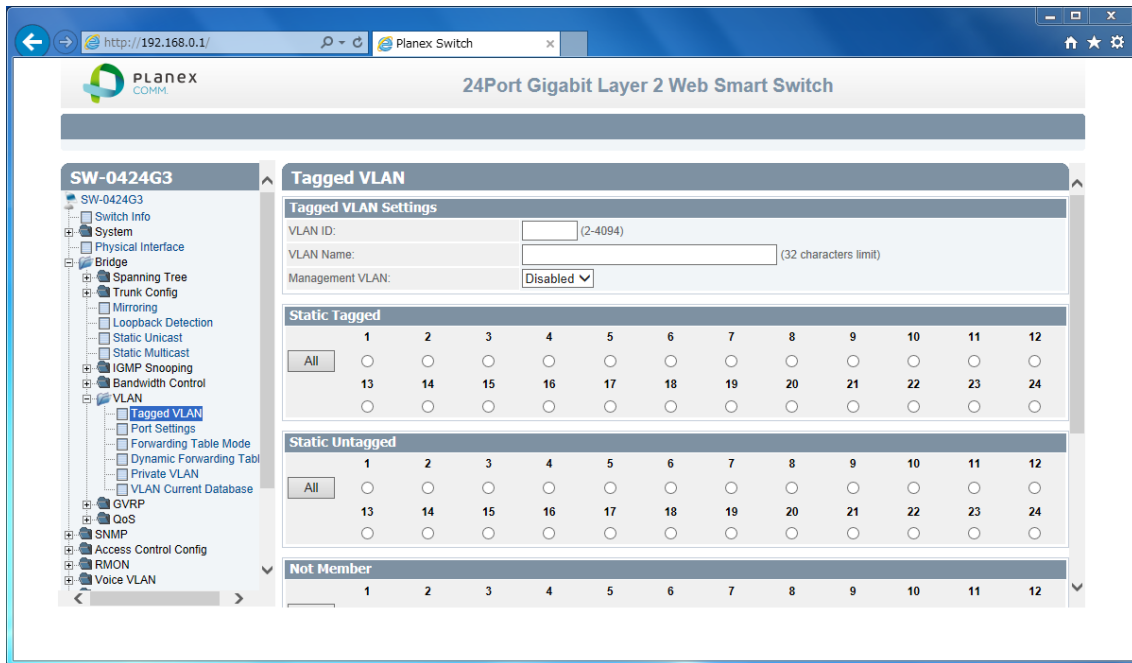 http://192.168.0.1/
Planex Switch
PLANEX
COMM.
24Port Gigabit Layer 2 Web Smart Switch
SW-0424G3
SW-0424G3
Switch Info
System
Physical Interface
Bridge
Spanning Tree
Trunk Config
Mirroring
Loopback Detection
Static Unicast
Static Multicast
IGMP Snooping
Bandwidth Control
VLAN
Tagged VLAN
Port Settings
Forwarding Table Mode
Dynamic Forwarding Tabl
Private VLAN
VLAN Current Database
GVRP
QoS
SNMP
Access Control Config
RMON
Voice VLAN
Tagged VLAN
Tagged VLAN Settings
VLAN ID: (2-4094)
VLAN Name: (32 characters limit)
Management VLAN: Disabled
Static Tagged
1 2 3 4 5 6 7 8 9 10 11 12
All
13 14 15 16 17 18 19 20 21 22 23 24
Static Untagged
1 2 3 4 5 6 7 8 9 10 11 12
All
13 14 15 16 17 18 19 20 21 22 23 24
Not Member
1 2 3 4 5 6 7 8 9 10 11 12